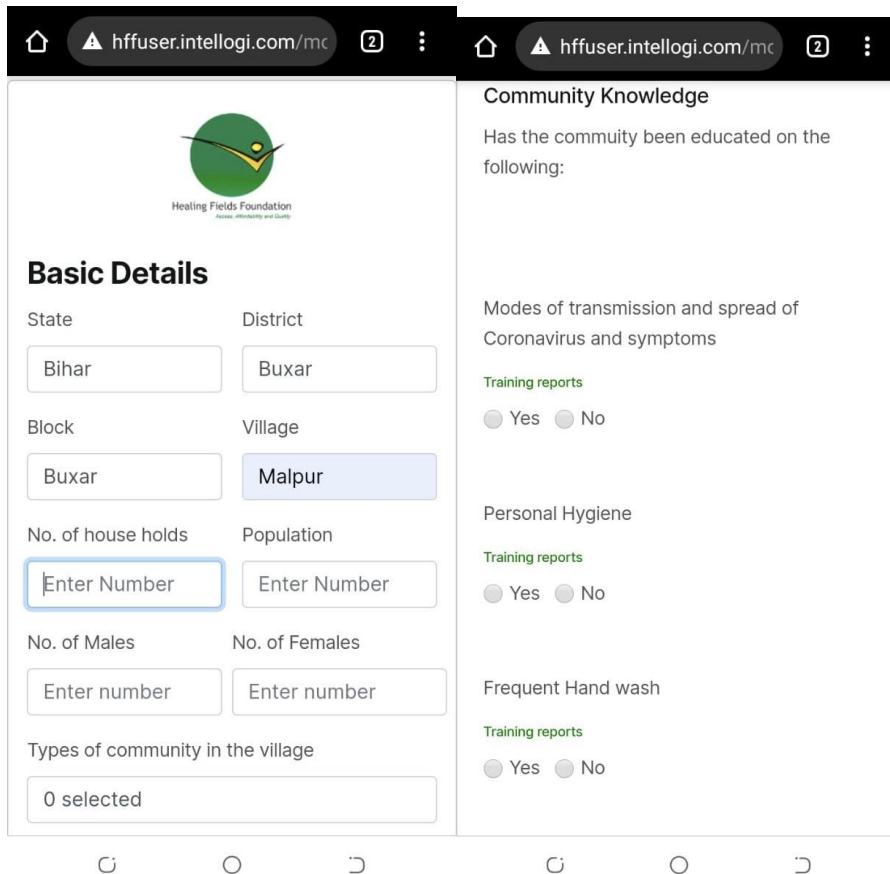 hffuser.intellogi.com/mc
2
Healing Fields Foundation
Access, Affordability and Quality
Basic Details
State District
Bihar Buxar
Block Village
Buxar Malpur
No. of house holds Population
Enter Number Enter Number
No. of Males No. of Females
Enter number Enter number
Types of community in the village
0 selected
hffuser.intellogi.com/mc
2
Community Knowledge
Has the commuity been educated on the
following:
Modes of transmission and spread of
Coronavirus and symptoms
Training reports
Yes No
Personal Hygiene
Training reports
Yes No
Frequent Hand wash
Training reports
Yes No